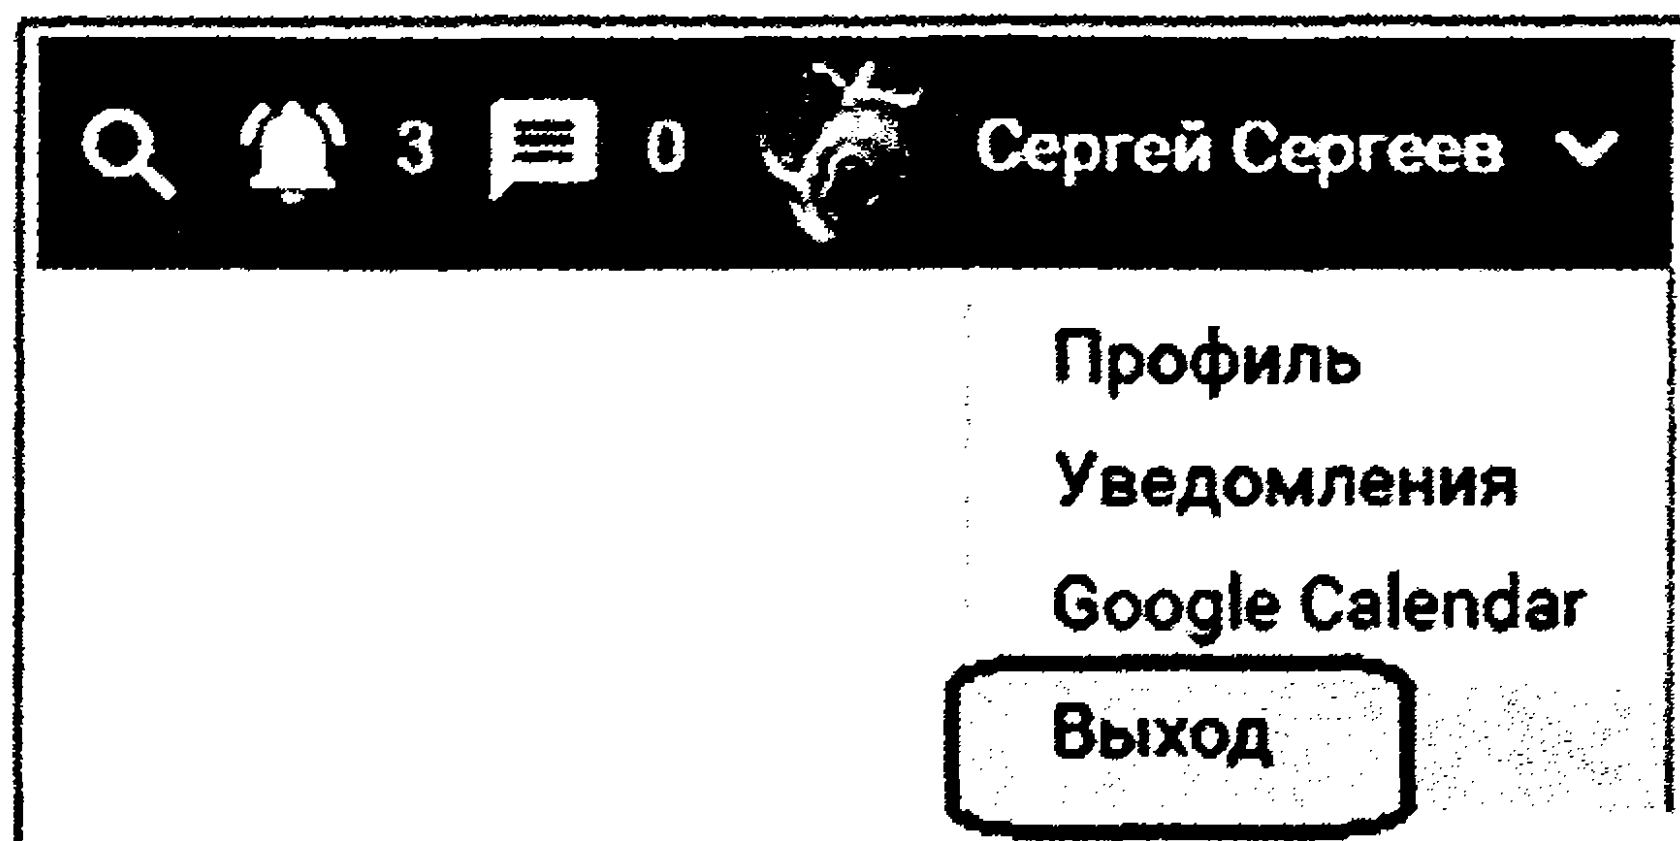 3 0 Сергей Сергеев
Профиль
Уведомления
Google Calendar
Выход